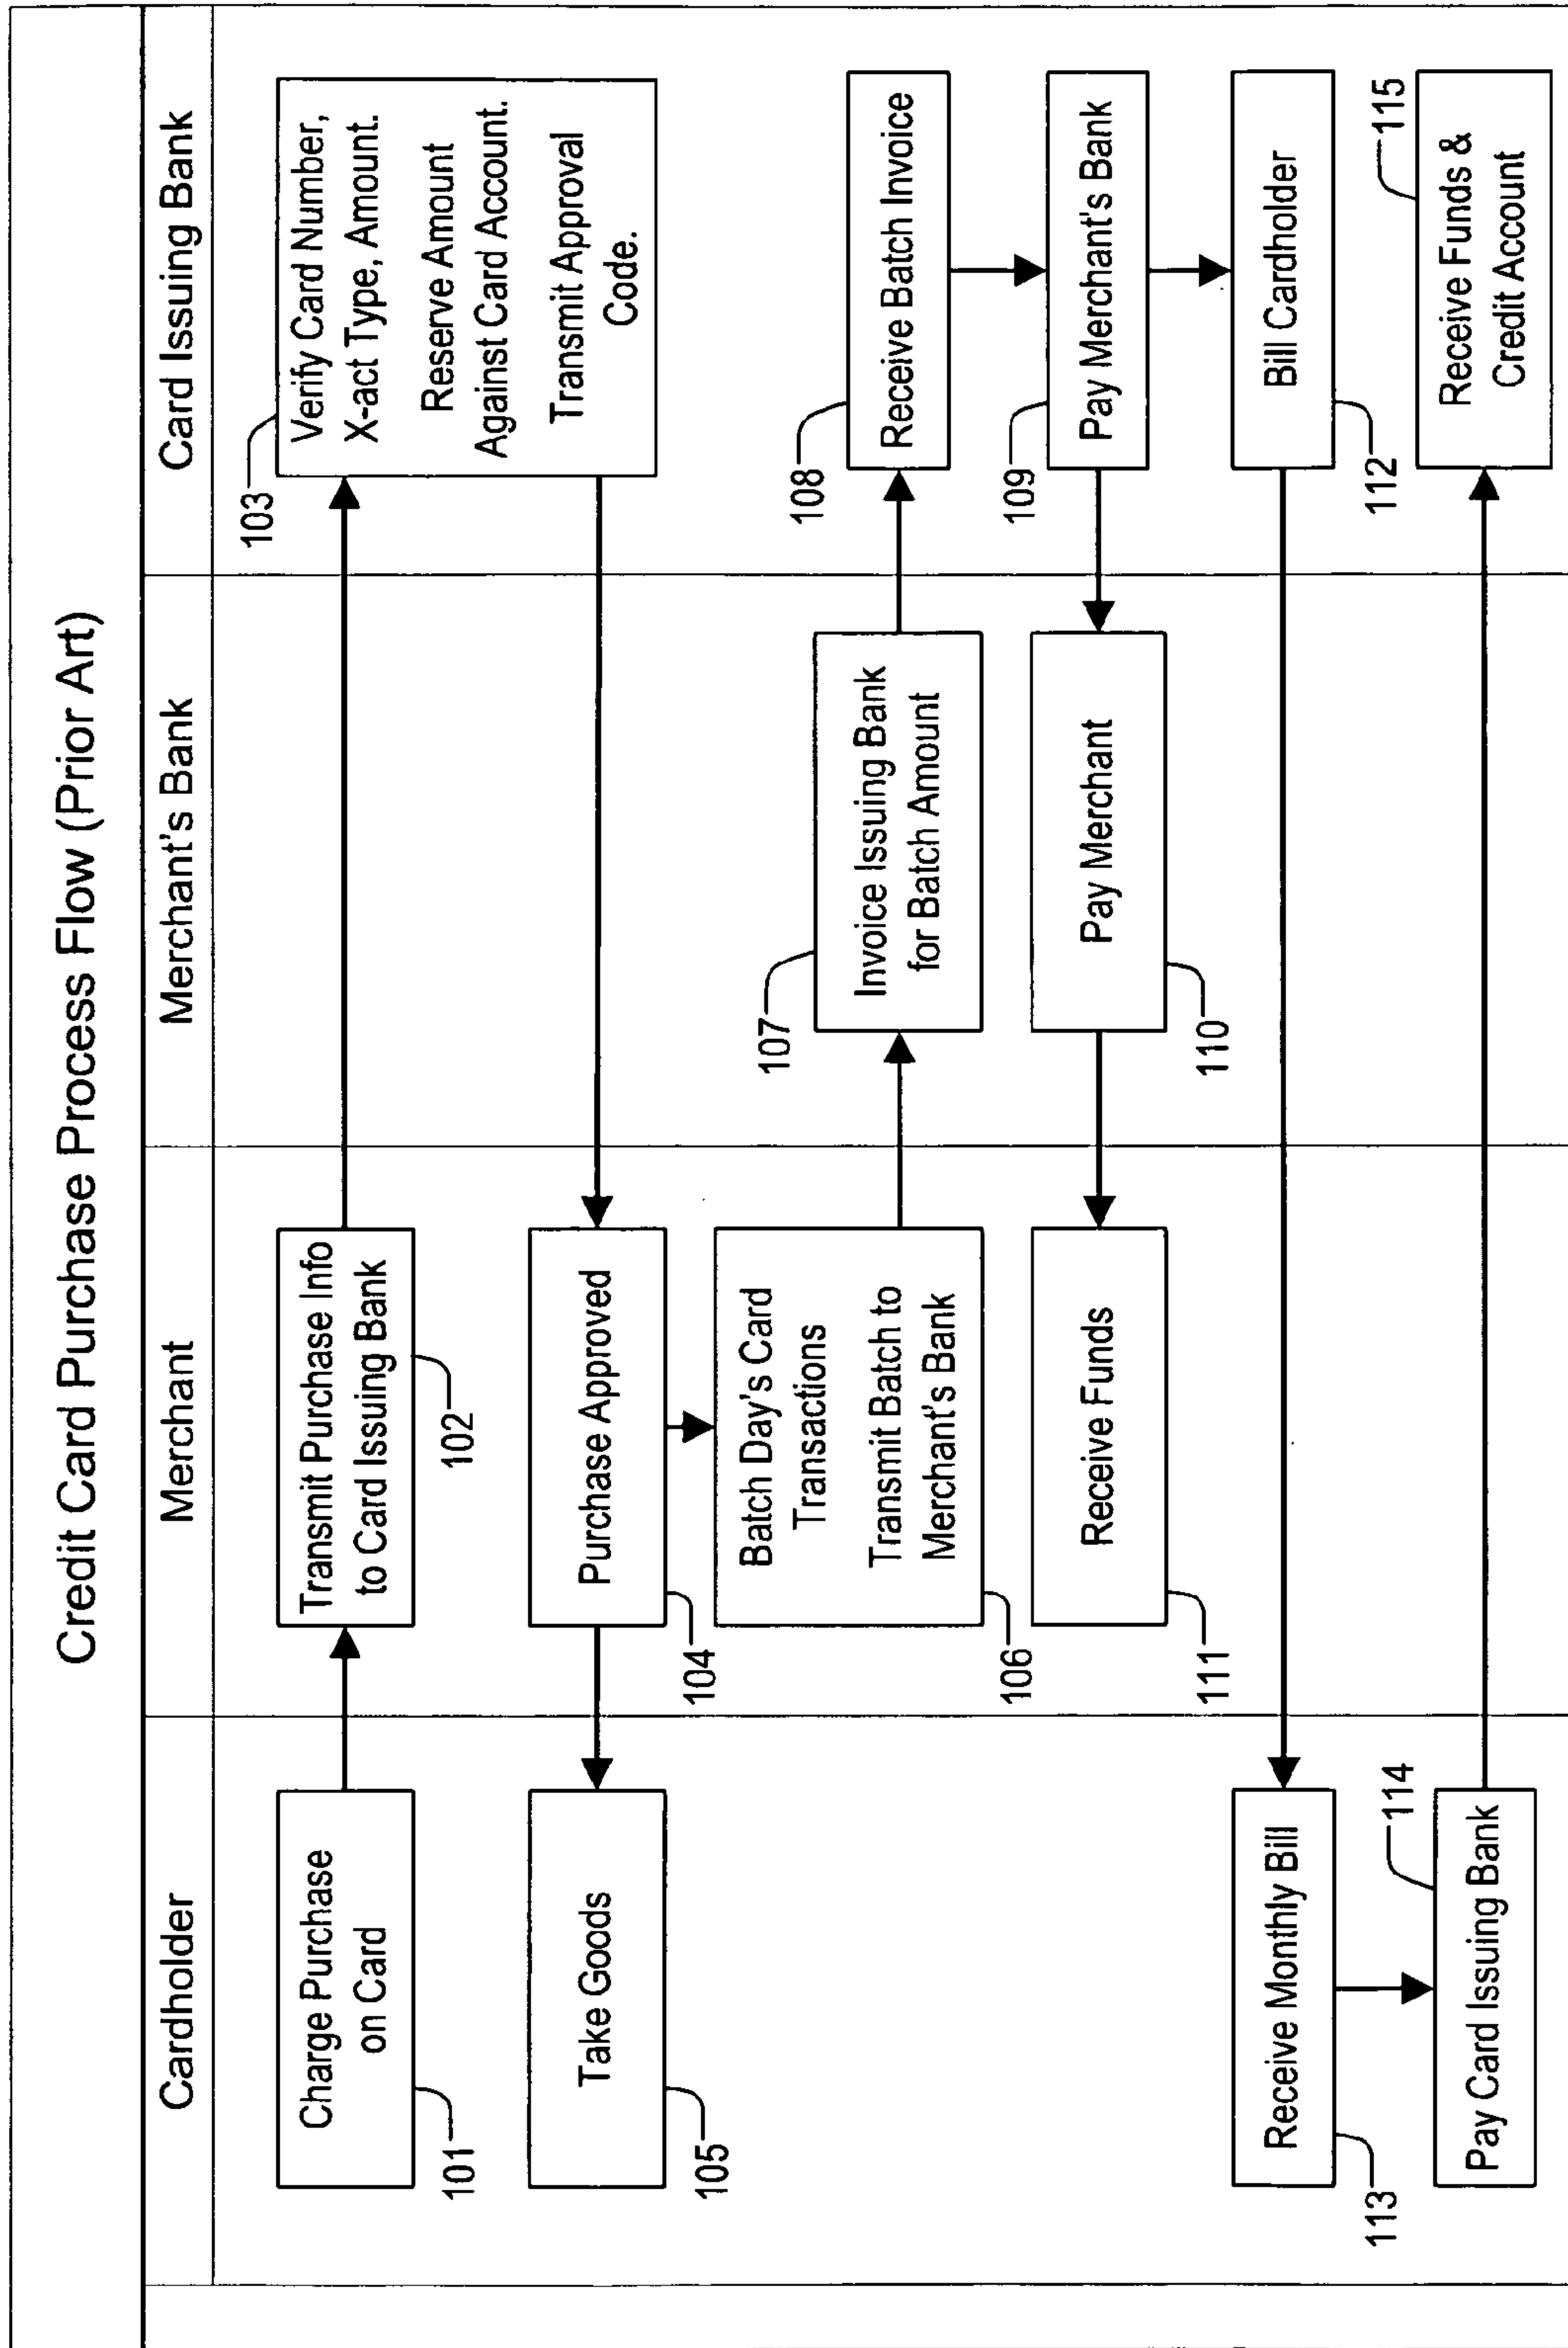 Credit Card Purchase Process Flow (Prior Art)
Cardholder
Merchant
Merchant's Bank
Card Issuing Bank
Charge Purchase
on Card
101
Transmit Purchase Info
to Card Issuing Bank
102
103
Verify Card Number,
X-act Type, Amount.
Reserve Amount
Against Card Account.
Transmit Approval
Code.
Purchase Approved
104
Take Goods
105
Batch Day's Card
Transactions
Transmit Batch to
Merchant's Bank
106
107
Invoice Issuing Bank
for Batch Amount
108
Receive Batch Invoice
109
Pay Merchant's Bank
Pay Merchant
110
Receive Funds
111
Bill Cardholder
112
Receive Monthly Bill
113
114
Pay Card Issuing Bank
115
Receive Funds &
Credit Account